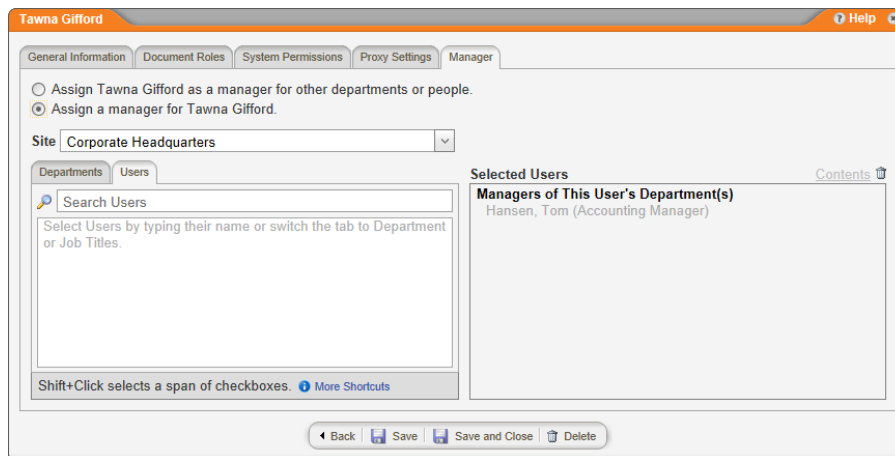 Tawna Gifford
Help
General Information
Document Roles
System Permissions
Proxy Settings
Manager
Assign Tawna Gifford as a manager for other departments or people.
Assign a manager for Tawna Gifford.
Site
Corporate Headquarters
Departments
Users
Search Users
Select Users by typing their name or switch the tab to Department
or Job Titles.
Shift+Click selects a span of checkboxes.
More Shortcuts
Selected Users
Contents
Managers of This User's Department(s)
Hansen, Tom (Accounting Manager)
Back
Save
Save and Close
Delete